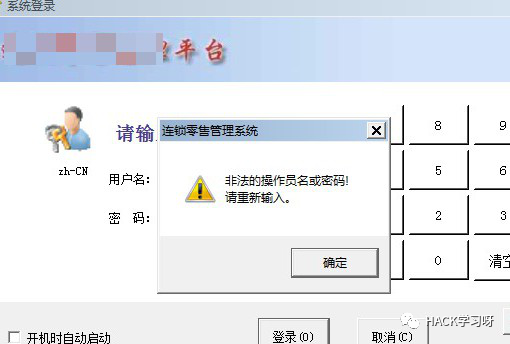 系统登录
平台
请输
zh-CN
用户名:
密 码:
连锁零售管理系统
非法的操作员名或密码!
请重新输入。
确定
8
9
5
6
2
3
0
清空
开机时自动启动
登录(O)
取消(C)
HACK学习呀